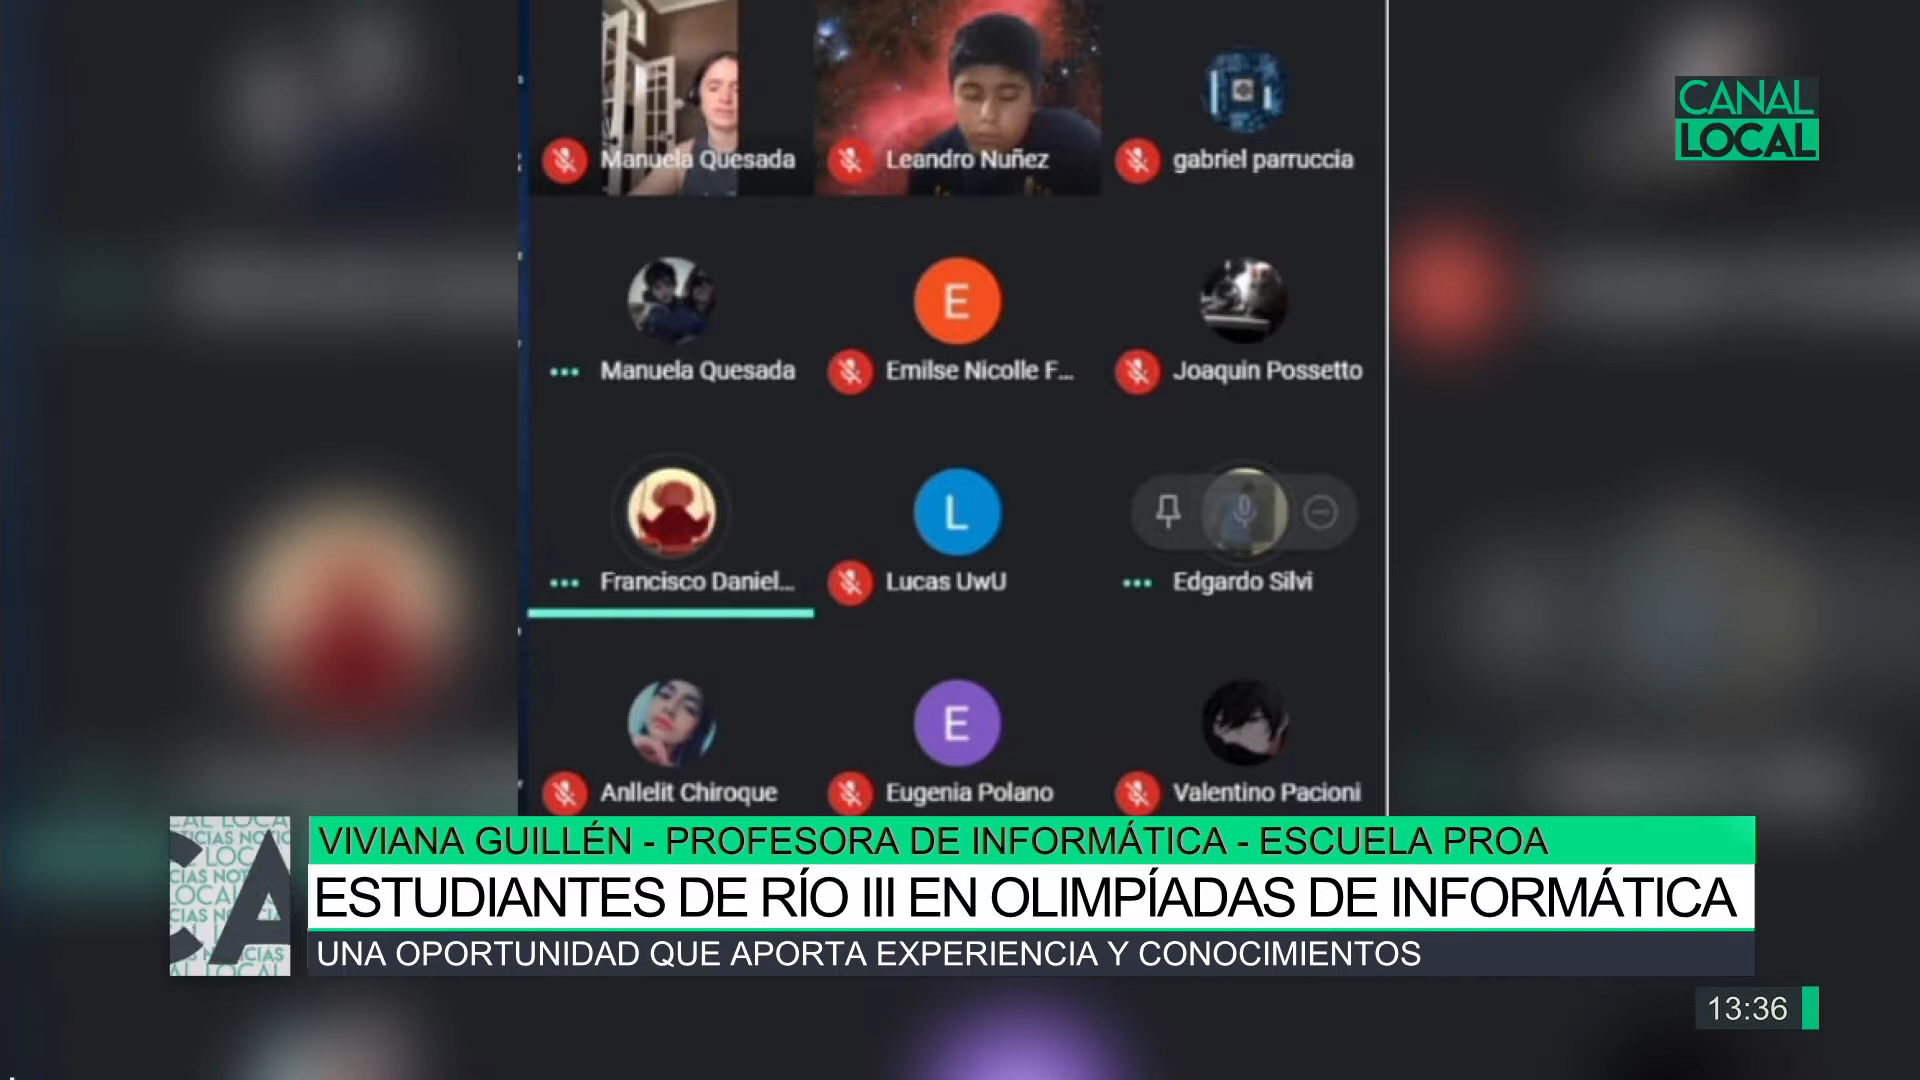 CANAL
LOCAL
Manuela Quesada
Leandro Nuñez
gabriel parruccia
E
Manuela Quesada
Emilse Nicolle F...
Joaquin Possetto
L
Francisco Daniel...
Lucas UwU
Edgardo Silvi
E
Anllelit Chiroque
Eugenia Polano
Valentino Pacioni
VIVIANA GUILLÉN - PROFESORA DE INFORMÁTICA - ESCUELA PROA
ESTUDIANTES DE RÍO III EN OLIMPÍADAS DE INFORMÁTICA
UNA OPORTUNIDAD QUE APORTA EXPERIENCIA Y CONOCIMIENTOS
13:36